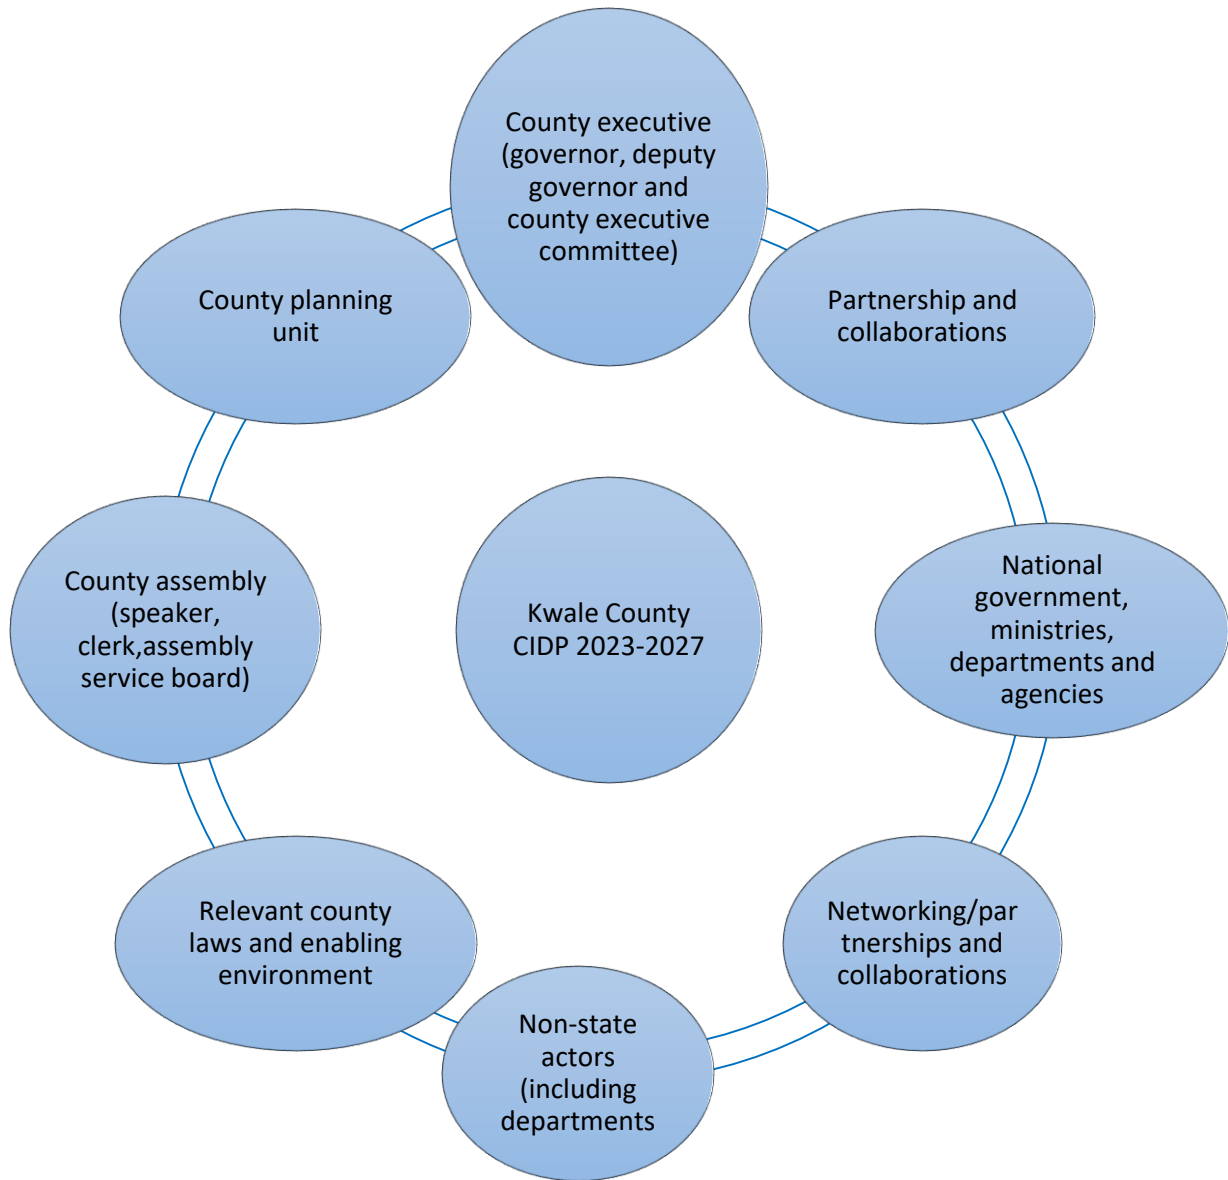 County executive
(governor, deputy
governor and
county executive
committee)
County planning
unit
Partnership and
collaborations
County assembly
(speaker,
clerk,assembly
service board)
Kwale County
CIDP 2023-2027
National
government,
ministries,
departments and
agencies
Relevant county
laws and enabling
environment
Networking/par
tnerships and
collaborations
Non-state
actors
(including
departments